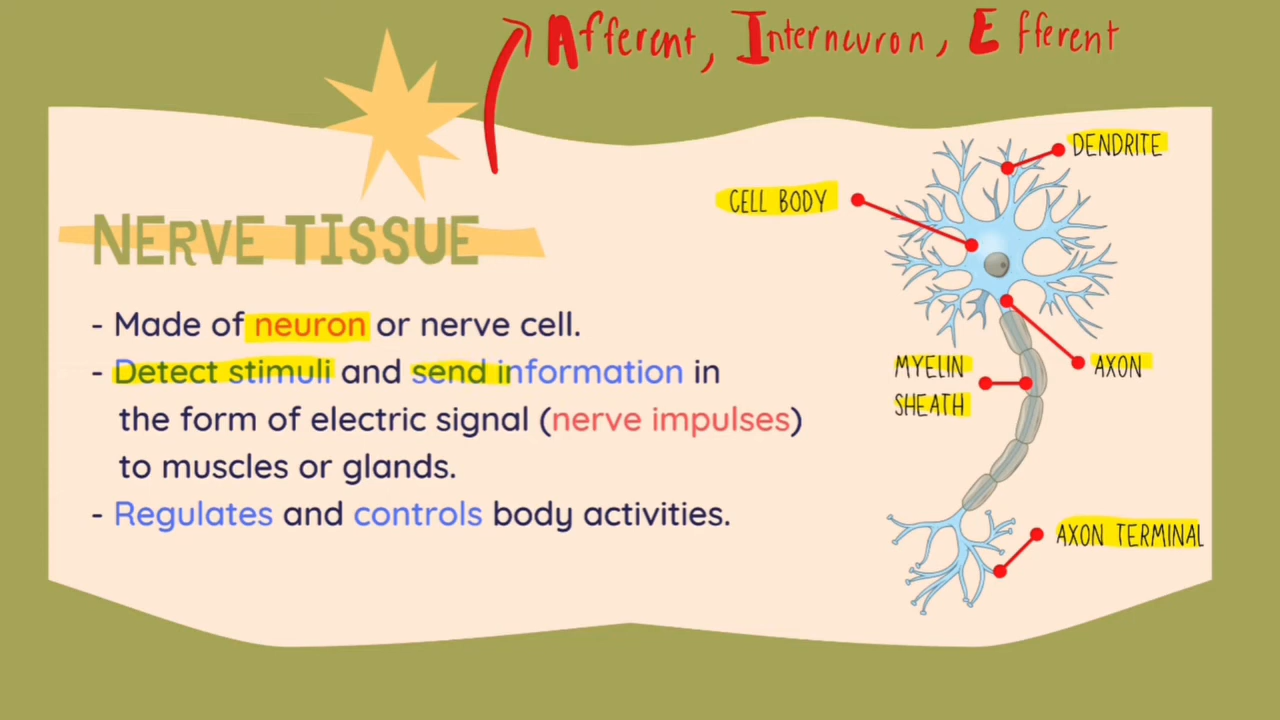 Afferent, Interneuron, Efferent
NERVE TISSUE
- Made of neuron or nerve cell.
- Detect stimuli and send information in
the form of electric signal (nerve impulses)
to muscles or glands.
- Regulates and controls body activities.
DENDRITE
CELL BODY
AXON
MYELIN
SHEATH
AXON TERMINAL